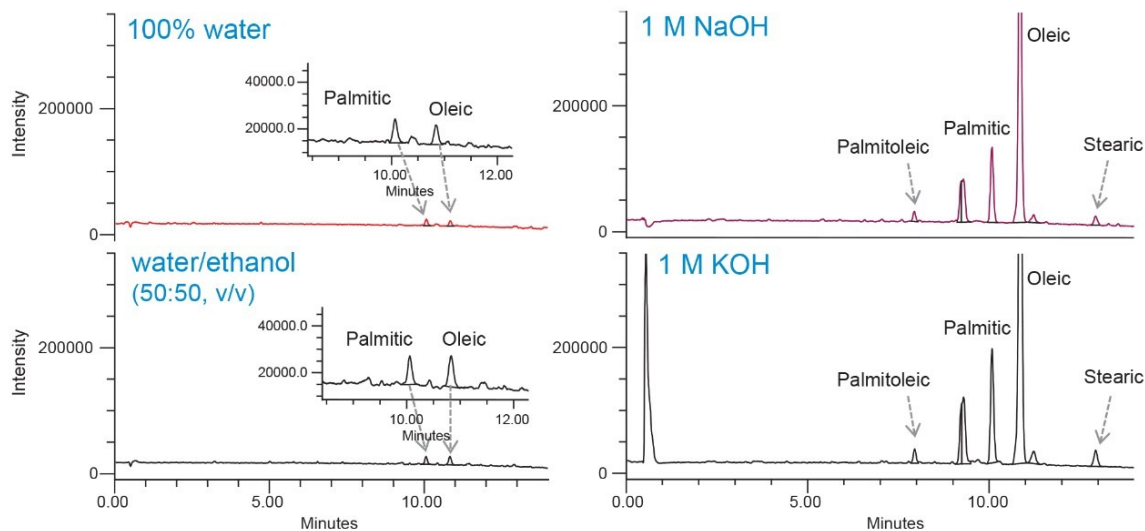 100% water
Intensity
200000
0
40000.0
20000.0
Palmitic
Oleic
10.00
12.00
Minutes
1 M NaOH
200000
0
Palmitoleic
Palmitic
Oleic
Stearic
water/ethanol
(50:50, v/v)
Intensity
200000
0
40000.0
20000.0
Palmitic
Oleic
10.00
12.00
Minutes
0.00
5.00
10.00
Minutes
1 M KOH
200000
0
Palmitoleic
Palmitic
Oleic
Stearic
0.00
5.00
10.00
Minutes